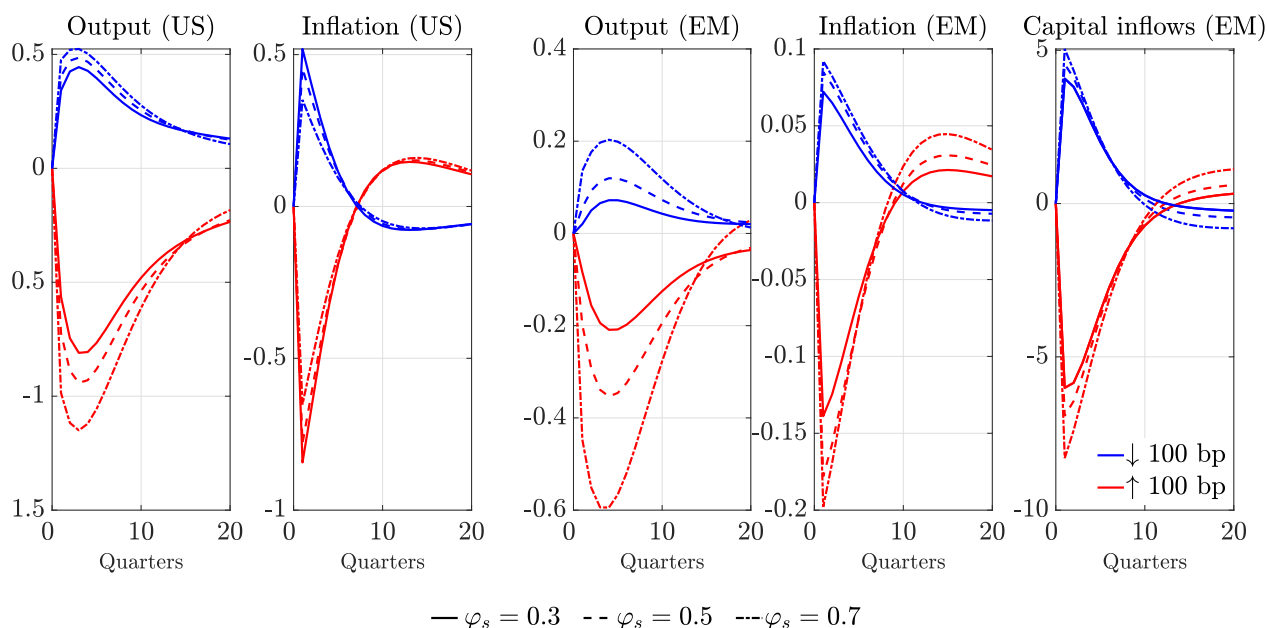 Output (US)
0.5
0
0.5
-1
1.5
0 10 20
Quarters
Inflation (US)
0.5
0
-0.5
-1
0 10 20
Quarters
Output (EM)
0.4
0.2
0
-0.2
-0.4
-0.6
0 10 20
Quarters
Inflation (EM)
0.1
0.05
0
-0.05
-0.1
-0.15
-0.2
0 10 20
Quarters
Capital inflows (EM)
5
0
-5
-10
0 10 20
Quarters
↓ 100 bp
↑ 100 bp
φₛ = 0.3 φₛ = 0.5 φₛ = 0.7